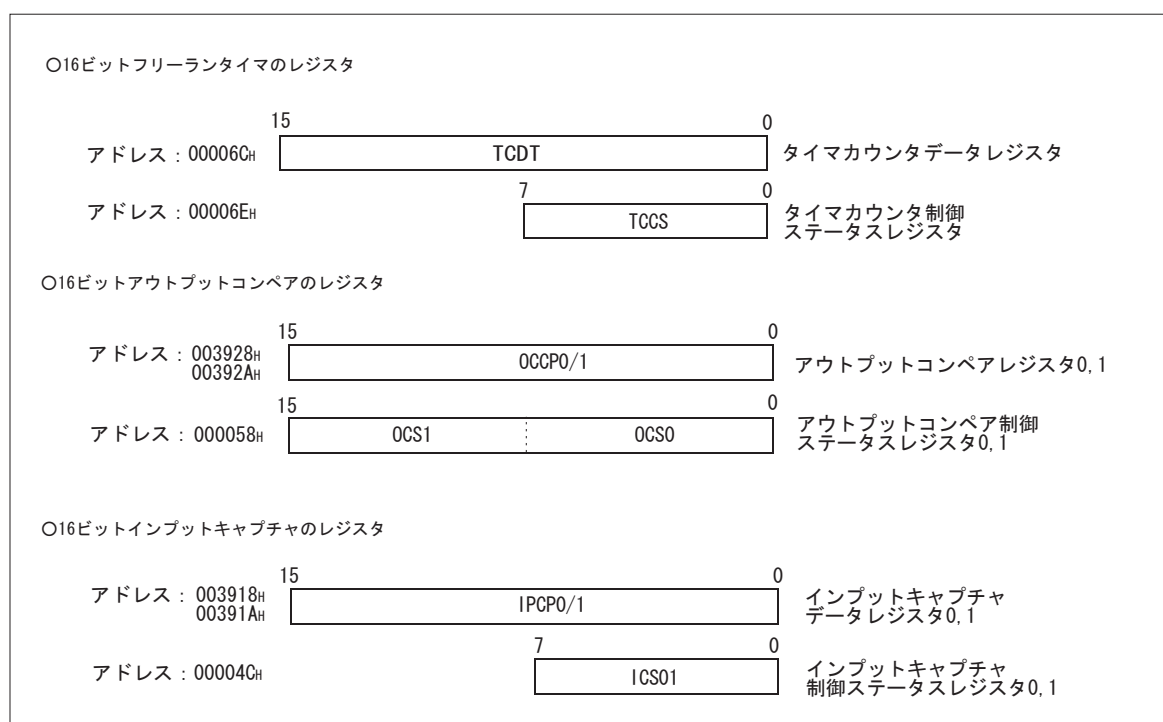 ○16ビットフリーランタイマのレジスタ
15 0
アドレス : 00006CH TCDT タイマカウンタデータレジスタ
7 0
アドレス : 00006EH TCCS タイマカウンタ制御
ステータスレジスタ
○16ビットアウトプットコンペアのレジスタ
15 0
アドレス : 003928H OCCP0/1 アウトプットコンペアレジスタ0,1
00392AH
15 0
アドレス : 000058H OCS1 OCS0 アウトプットコンペア制御
ステータスレジスタ0,1
○16ビットインプットキャプチャのレジスタ
15 0
アドレス : 003918H IPCP0/1 インプットキャプチャ
00391AH データレジスタ0,1
7 0
アドレス : 00004CH ICS01 インプットキャプチャ
制御ステータスレジスタ0,1